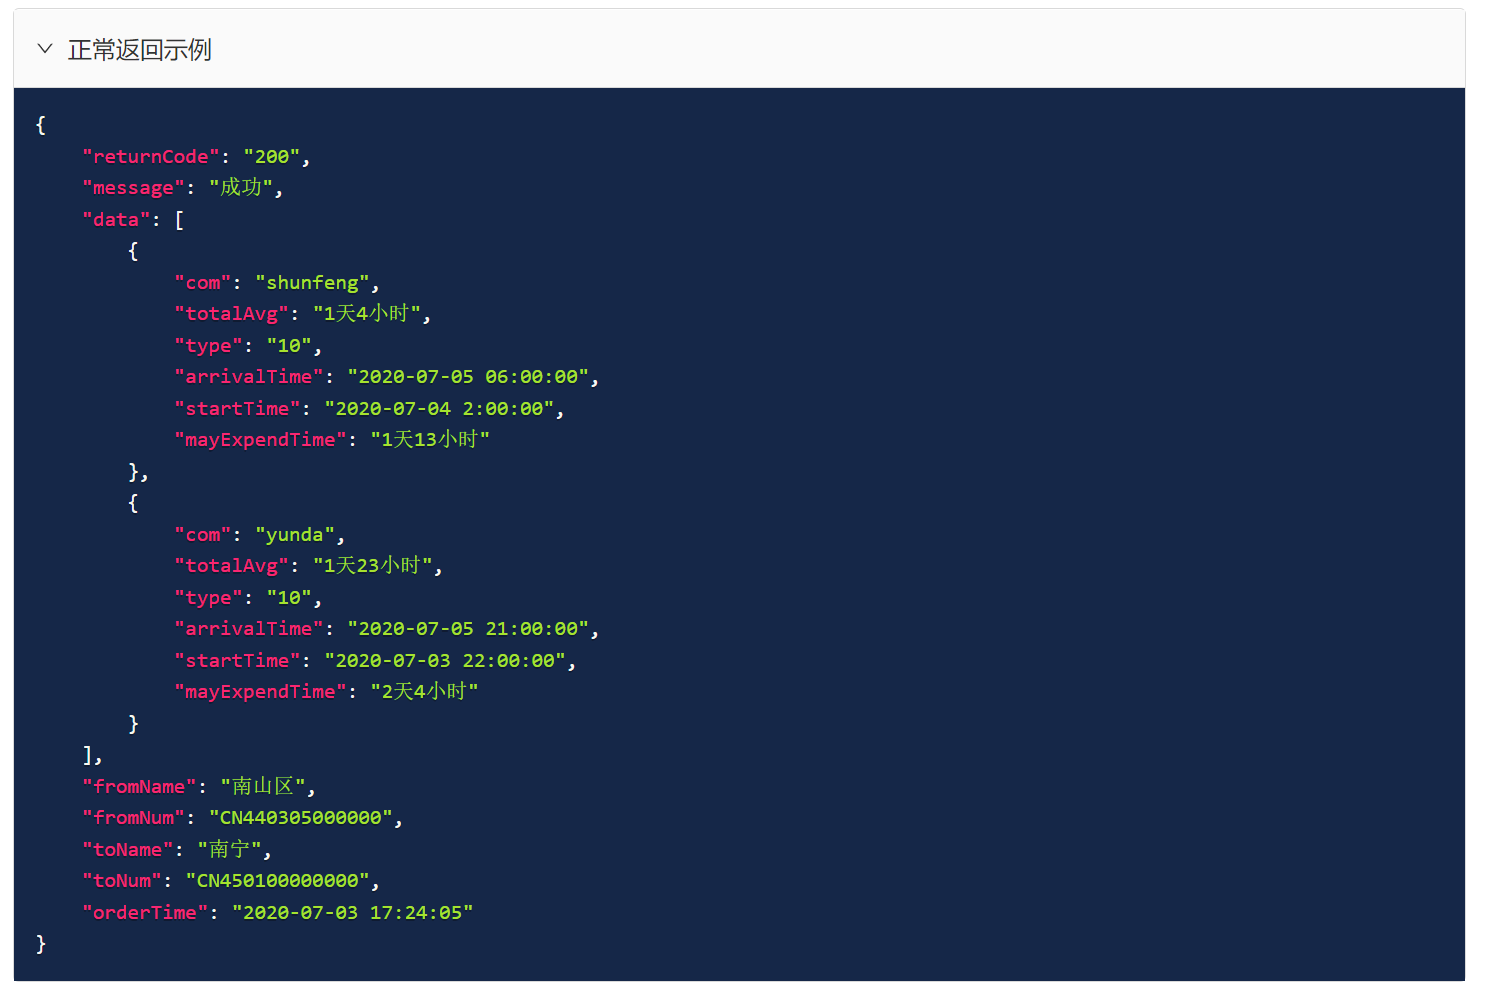 正常返回示例
{
    "returnCode": "200",
    "message": "成功",
    "data": [
        {
            "com": "shunfeng",
            "totalAvg": "1天4小时",
            "type": "10",
            "arrivalTime": "2020-07-05 06:00:00",
            "startTime": "2020-07-04 2:00:00",
            "mayExpendTime": "1天13小时"
        },
        {
            "com": "yunda",
            "totalAvg": "1天23小时",
            "type": "10",
            "arrivalTime": "2020-07-05 21:00:00",
            "startTime": "2020-07-03 22:00:00",
            "mayExpendTime": "2天4小时"
        }
    ],
    "fromName": "南山区",
    "fromNum": "CN440305000000",
    "toName": "南宁",
    "toNum": "CN450100000000",
    "orderTime": "2020-07-03 17:24:05"
}